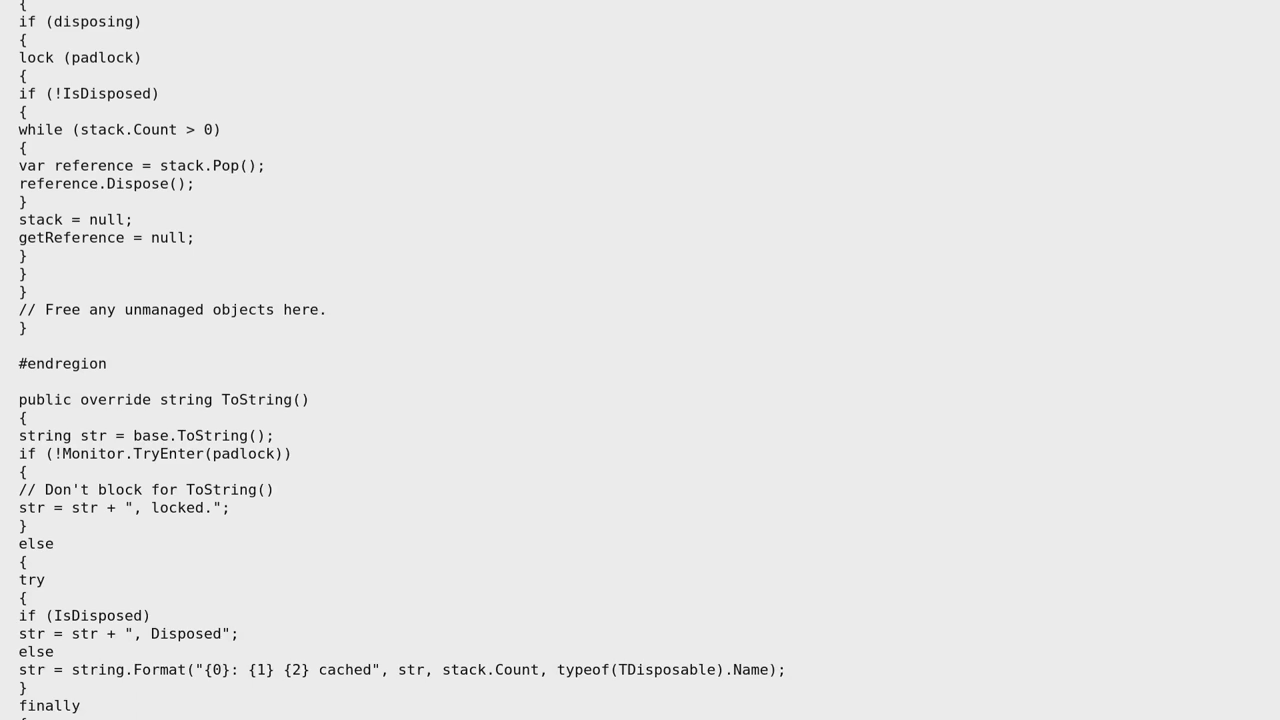 {
if (disposing)
{
lock (padlock)
{
if (!IsDisposed)
{
while (stack.Count > 0)
{
var reference = stack.Pop();
reference.Dispose();
}
stack = null;
getReference = null;
}
}
}
// Free any unmanaged objects here.
}

#endregion

public override string ToString()
{
string str = base.ToString();
if (!Monitor.TryEnter(padlock))
{
// Don't block for ToString()
str = str + ", locked.";
}
else
{
try
{
if (IsDisposed)
str = str + ", Disposed";
else
str = string.Format("{0}: {1} {2} cached", str, stack.Count, typeof(TDisposable).Name);
}
finally
{